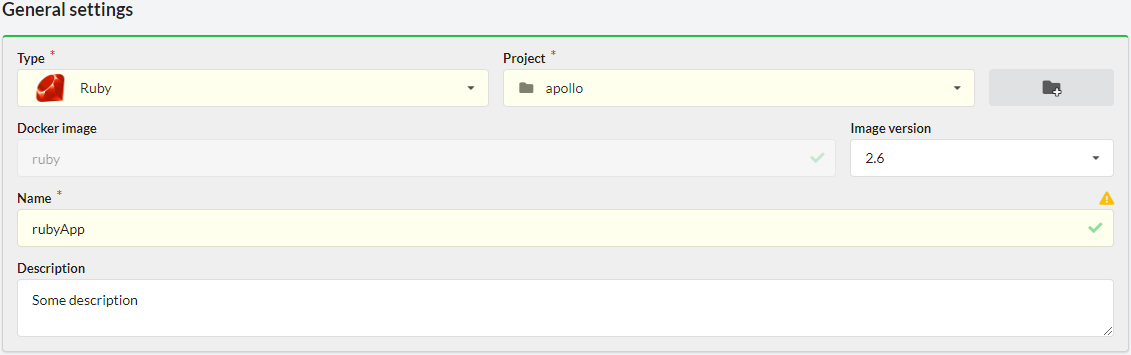 General settings
Type *
Project *
Ruby
apollo
Docker image
Image version
ruby
2.6
Name *
rubyApp
Description
Some description